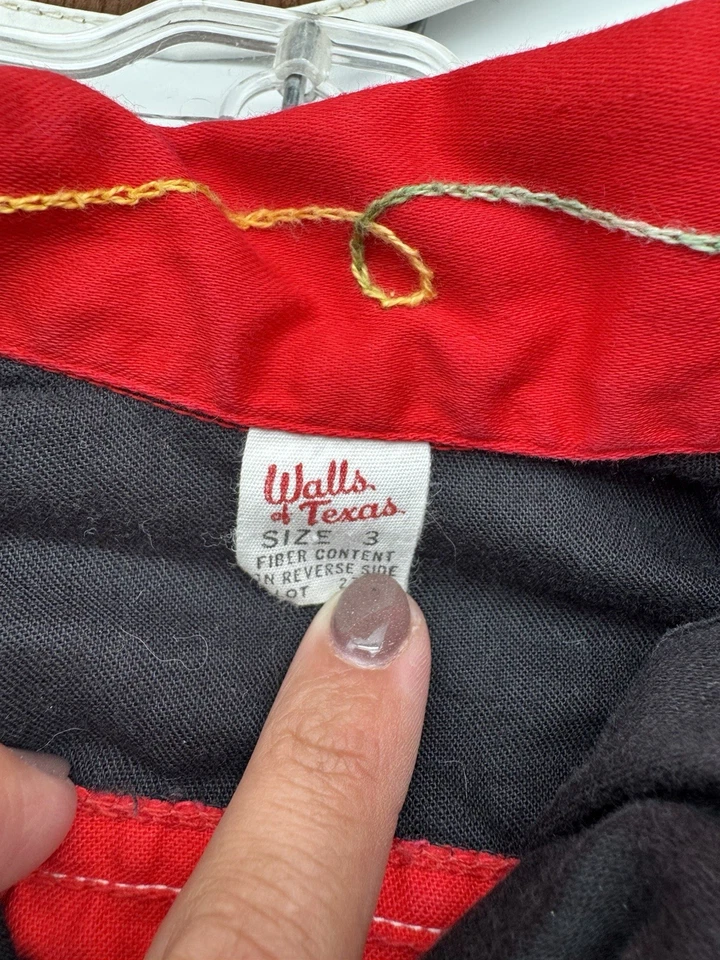 Walls
of Texas
SIZE 3
FIBER CONTENT
ON REVERSE SIDE
LOT